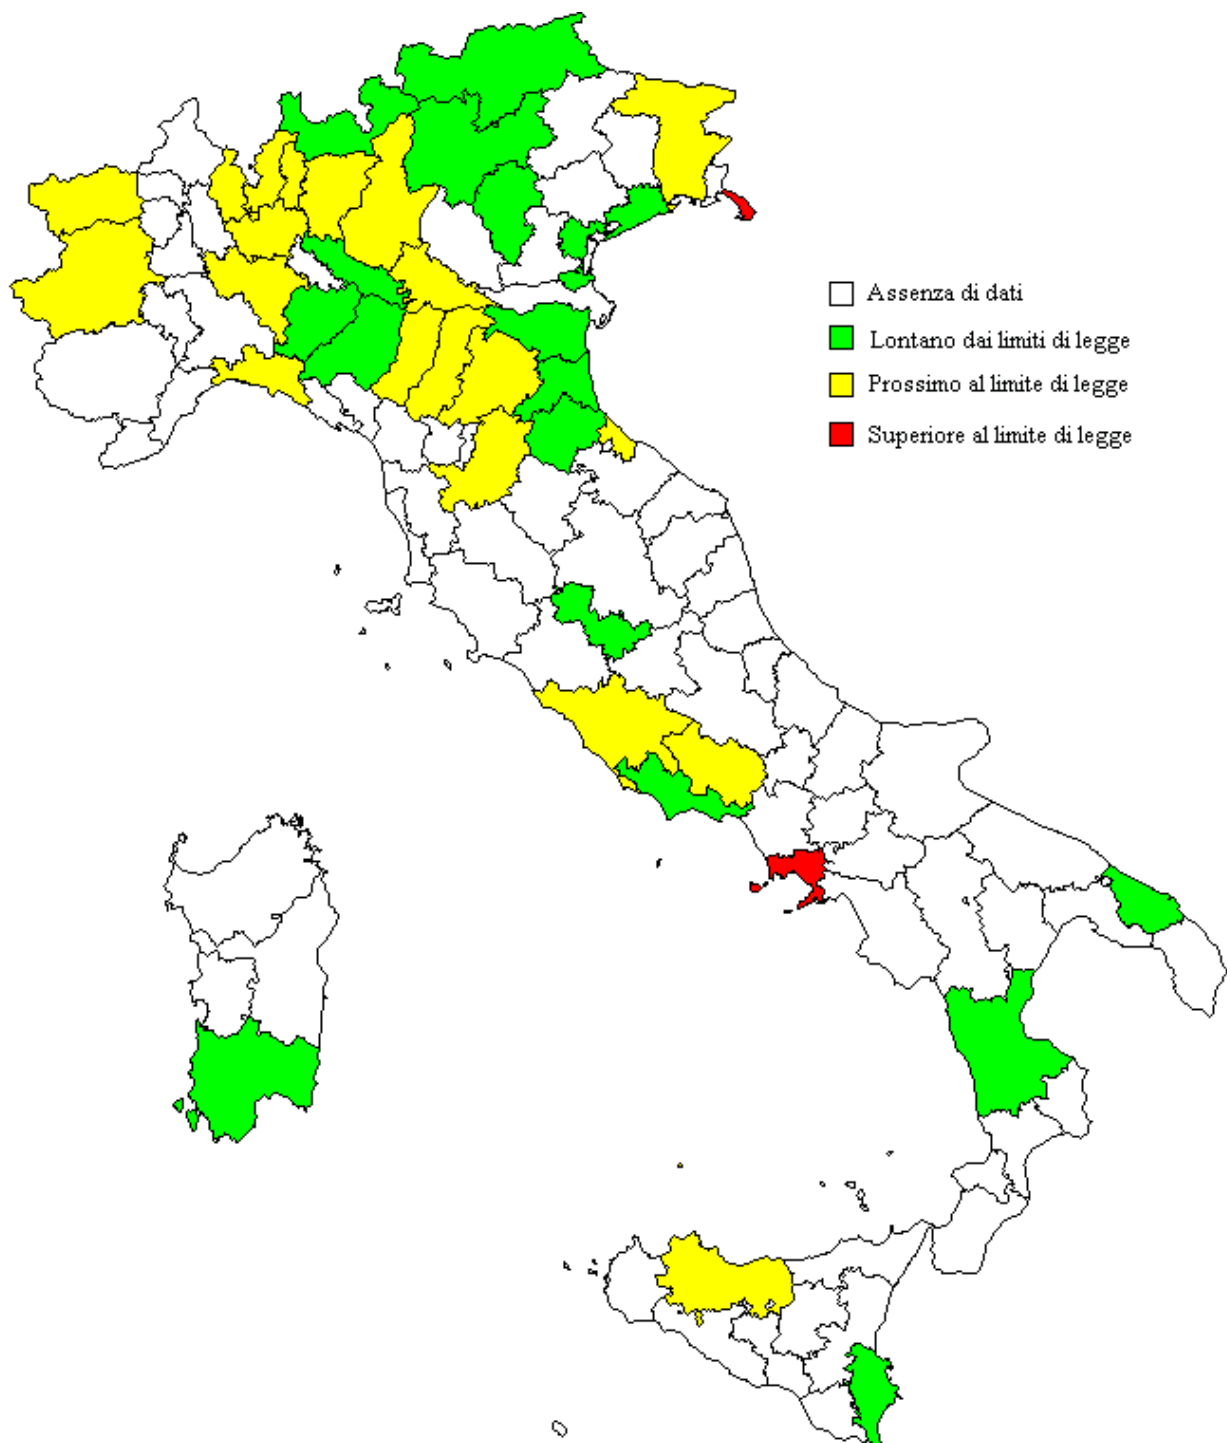 Assenza di dati
Lontano dai limiti di legge
Prossimo al limite di legge
Superiore al limite di legge